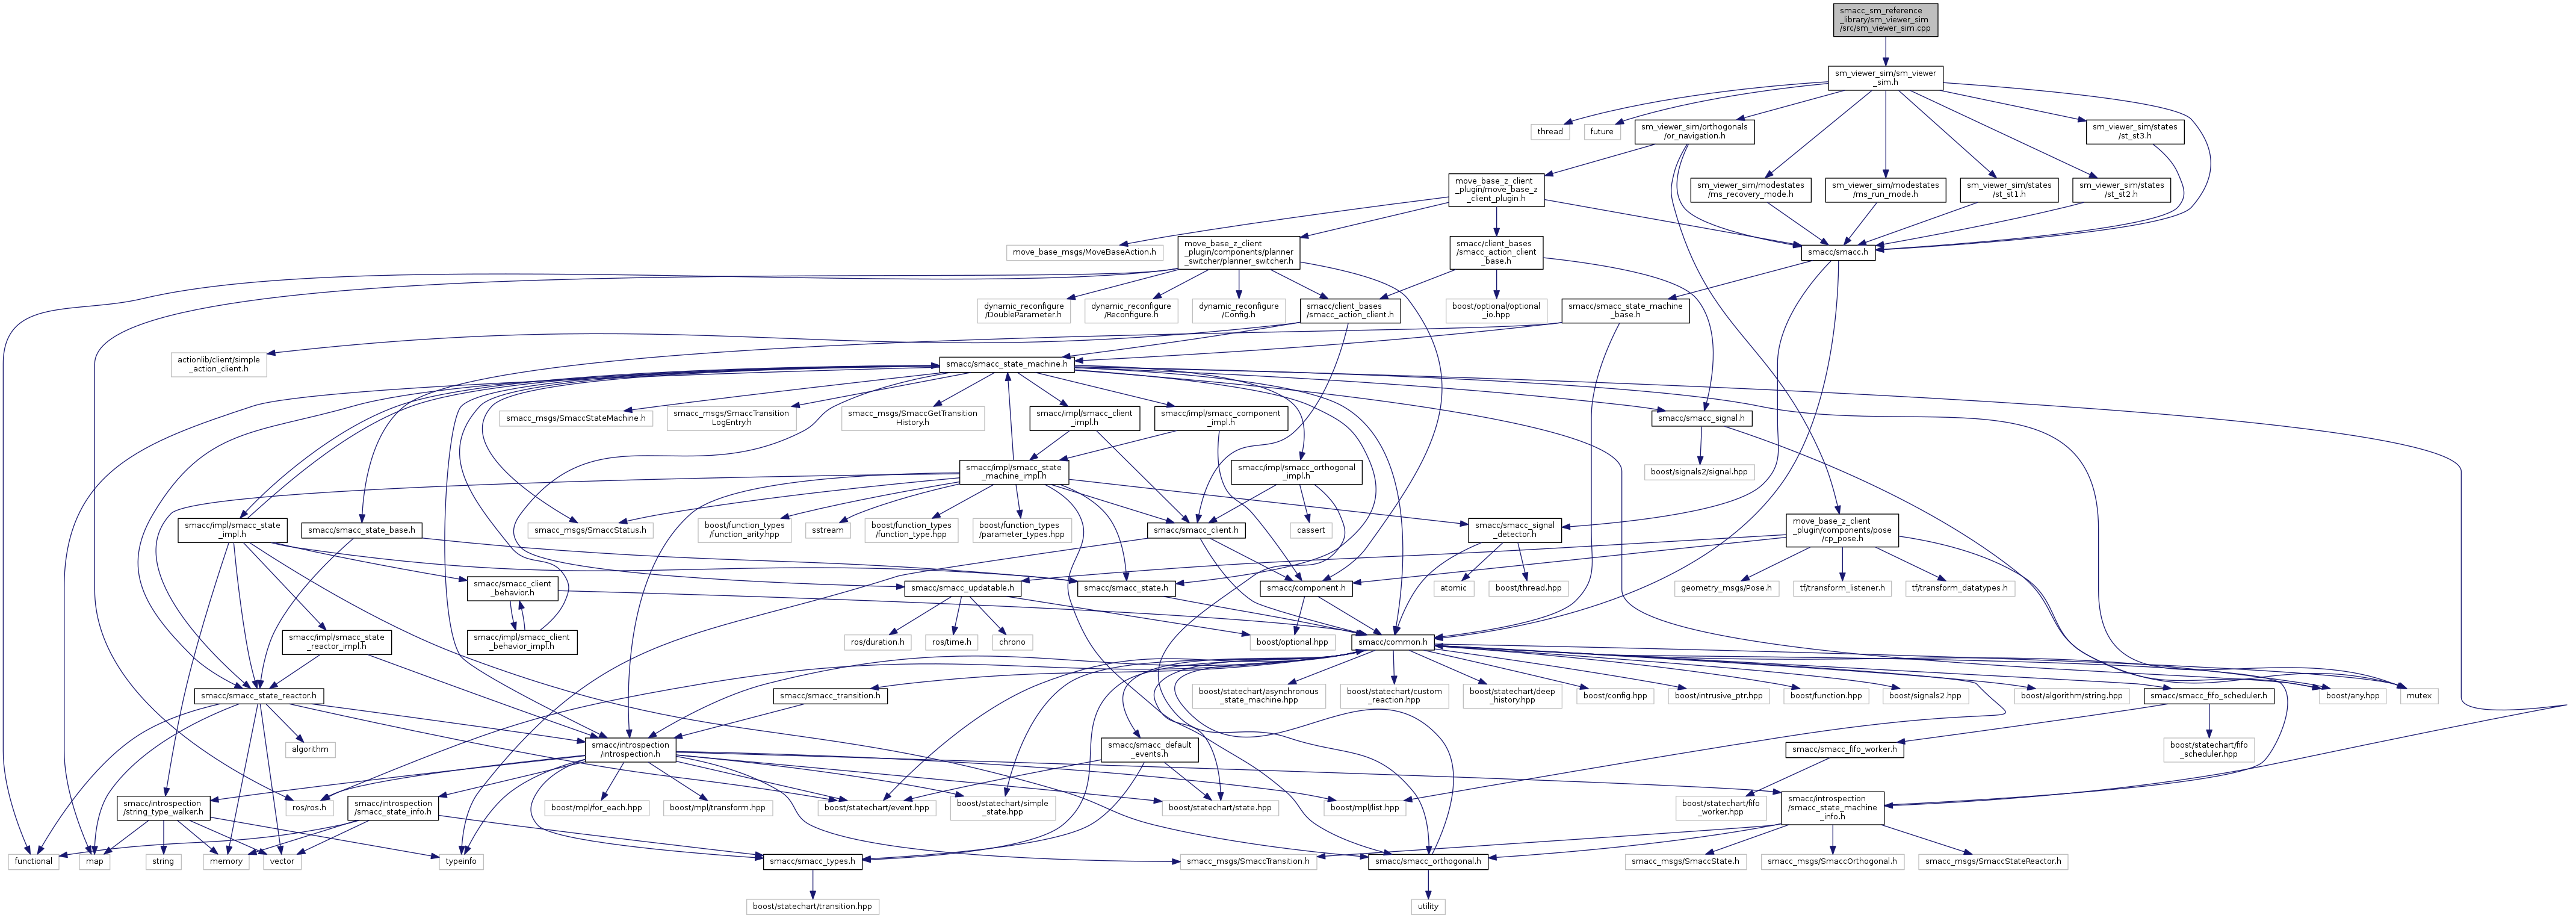 smacc_sm_reference
_library/sm_viewer_sim
/src/sm_viewer_sim.cpp
sm_viewer_sim/sm_viewer
_sim.h
thread
future
sm_viewer_sim/orthogonals
/or_navigation.h
sm_viewer_sim/states
/st_st3.h
move_base_z_client
_plugin/move_base_z
_client_plugin.h
sm_viewer_sim/modestates
/ms_recovery_mode.h
sm_viewer_sim/modestates
/ms_run_mode.h
sm_viewer_sim/states
/st_st1.h
sm_viewer_sim/states
/st_st2.h
move_base_msgs/MoveBaseAction.h
move_base_z_client
_plugin/components/planner
_switcher/planner_switcher.h
smacc/client_bases
/smacc_action_client
_base.h
smacc/smacc.h
dynamic_reconfigure
/DoubleParameter.h
dynamic_reconfigure
/Reconfigure.h
dynamic_reconfigure
/Config.h
smacc/client_bases
/smacc_action_client.h
boost/optional/optional
_io.hpp
smacc/smacc_state_machine
_base.h
actionlib/client/simple
_action_client.h
smacc/smacc_state_machine.h
smacc_msgs/SmaccStateMachine.h
smacc_msgs/SmaccTransition
LogEntry.h
smacc_msgs/SmaccGetTransition
History.h
smacc/impl/smacc_client
_impl.h
smacc/impl/smacc_component
_impl.h
smacc/smacc_signal.h
smacc/impl/smacc_state
_machine_impl.h
smacc/impl/smacc_orthogonal
_impl.h
boost/signals2/signal.hpp
smacc/impl/smacc_state
_impl.h
smacc/smacc_state_base.h
smacc_msgs/SmaccStatus.h
boost/function_types
/function_arity.hpp
sstream
boost/function_types
/function_type.hpp
boost/function_types
/parameter_types.hpp
smacc/smacc_client.h
cassert
smacc/smacc_signal
_detector.h
move_base_z_client
_plugin/components/pose
/cp_pose.h
smacc/smacc_client
_behavior.h
smacc/smacc_updatable.h
smacc/smacc_state.h
smacc/component.h
atomic
boost/thread.hpp
geometry_msgs/Pose.h
tf/transform_listener.h
tf/transform_datatypes.h
smacc/impl/smacc_state
_reactor_impl.h
smacc/impl/smacc_client
_behavior_impl.h
ros/duration.h
ros/time.h
chrono
boost/optional.hpp
smacc/common.h
smacc/smacc_state_reactor.h
smacc/smacc_transition.h
boost/statechart/asynchronous
_state_machine.hpp
boost/statechart/custom
_reaction.hpp
boost/statechart/deep
_history.hpp
boost/config.hpp
boost/intrusive_ptr.hpp
boost/function.hpp
boost/signals2.hpp
boost/algorithm/string.hpp
smacc/smacc_fifo_scheduler.h
boost/any.hpp
mutex
algorithm
smacc/introspection
/introspection.h
smacc/smacc_default
_events.h
smacc/smacc_fifo_worker.h
boost/statechart/fifo
_scheduler.hpp
smacc/introspection
/string_type_walker.h
ros/ros.h
smacc/introspection
/smacc_state_info.h
boost/mpl/for_each.hpp
boost/mpl/transform.hpp
boost/statechart/event.hpp
boost/statechart/simple
_state.hpp
boost/statechart/state.hpp
boost/mpl/list.hpp
boost/statechart/fifo
_worker.hpp
smacc/introspection
/smacc_state_machine
_info.h
functional
map
string
memory
vector
typeinfo
smacc/smacc_types.h
smacc_msgs/SmaccTransition.h
smacc/smacc_orthogonal.h
smacc_msgs/SmaccState.h
smacc_msgs/SmaccOrthogonal.h
smacc_msgs/SmaccStateReactor.h
boost/statechart/transition.hpp
utility